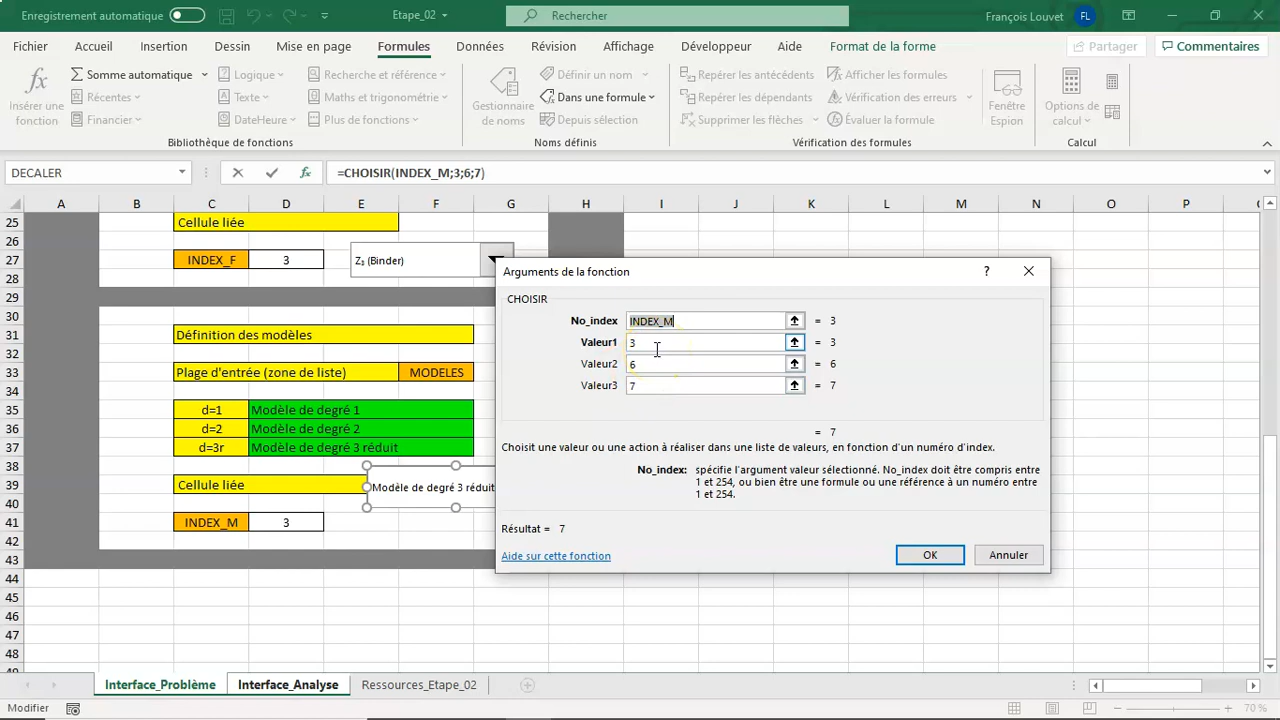 Enregistrement automatique
Etape_02
Rechercher
François Louvet
FL
Fichier
Accueil
Insertion
Dessin
Mise en page
Formules
Données
Révision
Affichage
Développeur
Aide
Format de la forme
Partager
Commentaires
Insérer une fonction
Somme automatique
Récentes
Financier
Logique
Texte
DateHeure
Recherche et référence
Maths et trigonométrie
Plus de fonctions
Bibliothèque de fonctions
Gestionnaire de noms
Définir un nom
Dans une formule
Depuis sélection
Noms définis
Repérer les antécédents
Repérer les dépendants
Supprimer les flèches
Afficher les formules
Vérification des erreurs
Évaluer la formule
Vérification des formules
Fenêtre Espion
Options de calcul
Calcul
DECALER
fx
=CHOISIR(INDEX_M;3;6;7)
A B C D E F G H I J K L M N O P
25 Cellule liée
26
27 INDEX_F 3 Z₃ (Binder)
28
29
30
31 Définition des modèles
32
33 Plage d'entrée (zone de liste) MODELES
34
35 d=1 Modèle de degré 1
36 d=2 Modèle de degré 2
37 d=3r Modèle de degré 3 réduit
38
39 Cellule liée Modèle de degré 3 réduit
40
41 INDEX_M 3
42
43
44
45
46
47
48
Arguments de la fonction
?
CHOISIR
No_index INDEX_M = 3
Valeur1 3 = 3
Valeur2 6 = 6
Valeur3 7 = 7
= 7
Choisit une valeur ou une action à réaliser dans une liste de valeurs, en fonction d'un numéro d'index.
No_index: spécifie l'argument valeur sélectionné. No_index doit être compris entre
1 et 254, ou bien être une formule ou une référence à un numéro entre
1 et 254.
Résultat = 7
Aide sur cette fonction
OK
Annuler
Interface_Problème
Interface_Analyse
Ressources_Etape_02
Modifier
70 %